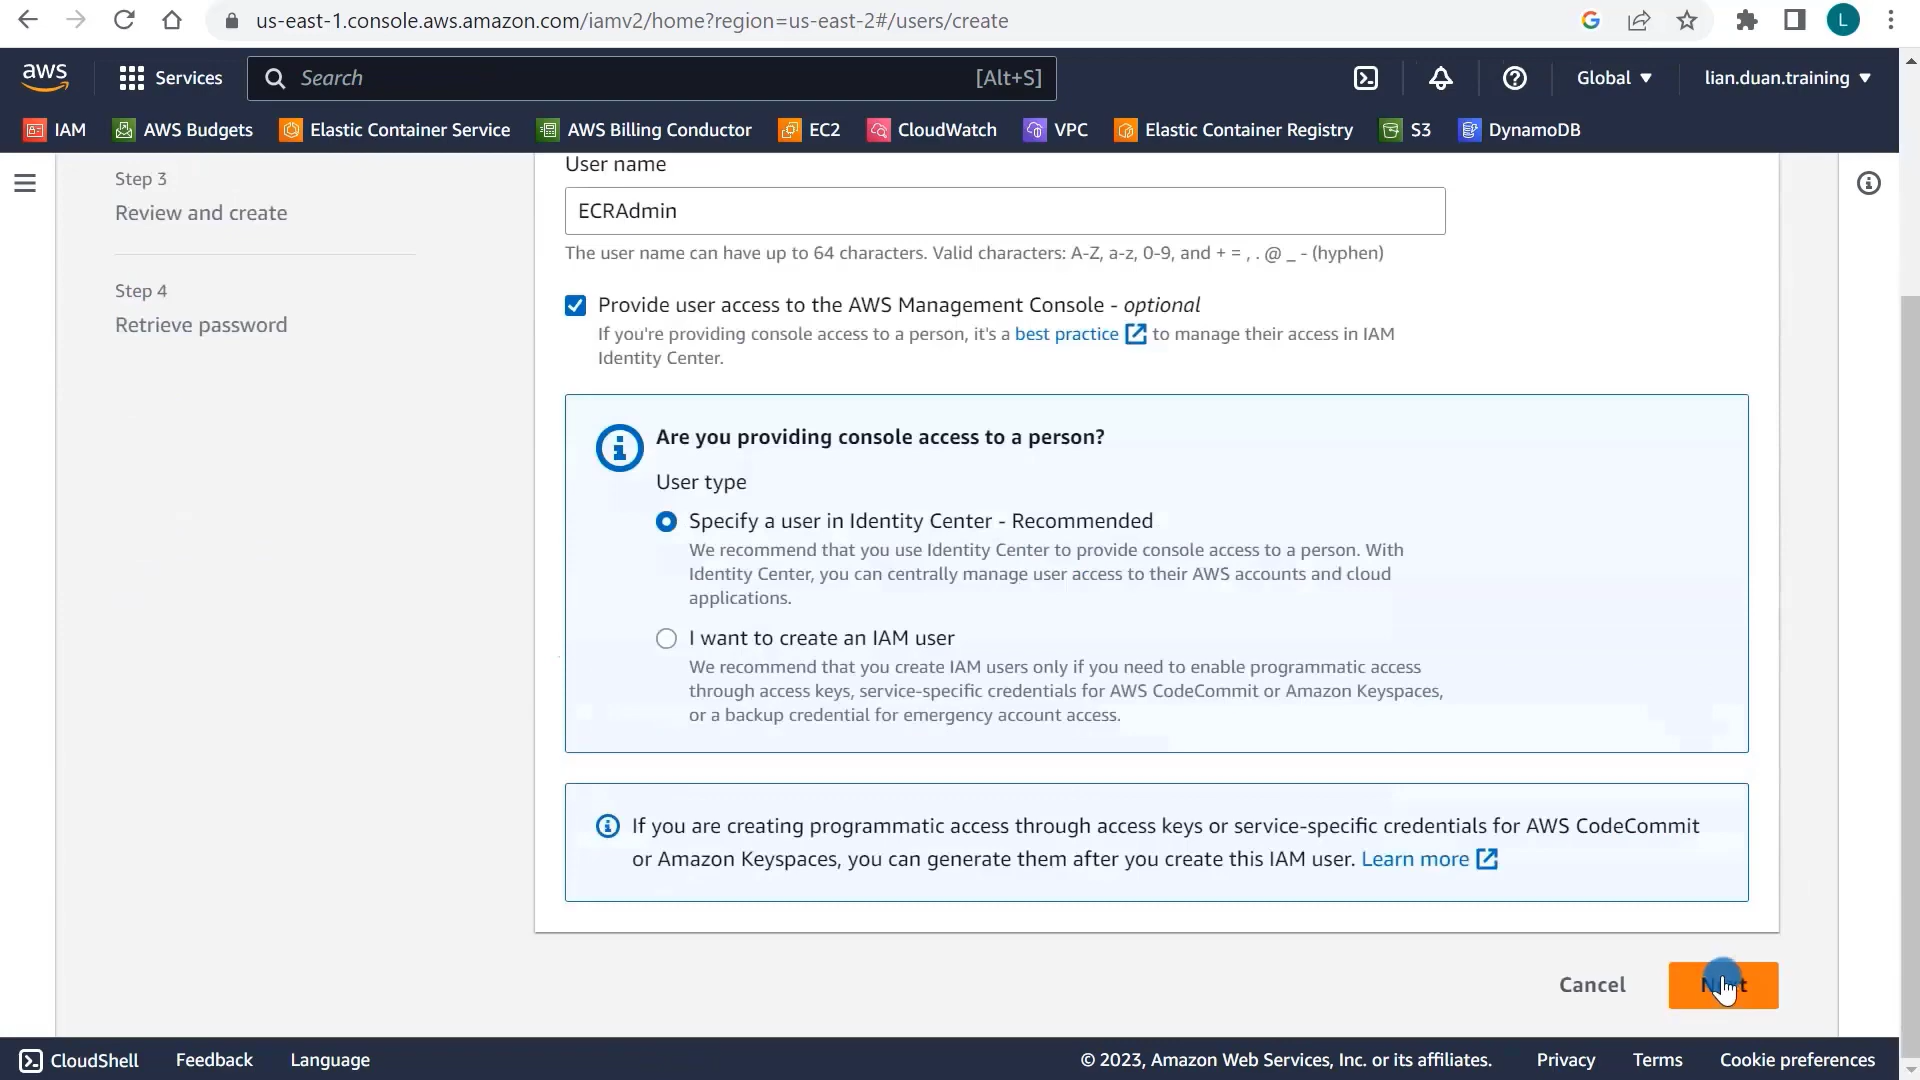 us-east-1.console.aws.amazon.com/iamv2/home?region=us-east-2#/users/create
L
aws
Services
Search
[Alt+S]
Global
lian.duan.training
IAM
AWS Budgets
Elastic Container Service
AWS Billing Conductor
EC2
CloudWatch
VPC
Elastic Container Registry
S3
DynamoDB
Step 3
Review and create
Step 4
Retrieve password
User name
ECRAdmin
The user name can have up to 64 characters. Valid characters: A-Z, a-z, 0-9, and + = , . @ _ - (hyphen)
Provide user access to the AWS Management Console - optional
If you're providing console access to a person, it's a best practice to manage their access in IAM
Identity Center.
Are you providing console access to a person?
User type
Specify a user in Identity Center - Recommended
We recommend that you use Identity Center to provide console access to a person. With
Identity Center, you can centrally manage user access to their AWS accounts and cloud
applications.
I want to create an IAM user
We recommend that you create IAM users only if you need to enable programmatic access
through access keys, service-specific credentials for AWS CodeCommit or Amazon Keyspaces,
or a backup credential for emergency account access.
If you are creating programmatic access through access keys or service-specific credentials for AWS CodeCommit
or Amazon Keyspaces, you can generate them after you create this IAM user. Learn more
Cancel
Next
CloudShell
Feedback
Language
© 2023, Amazon Web Services, Inc. or its affiliates.
Privacy
Terms
Cookie preferences